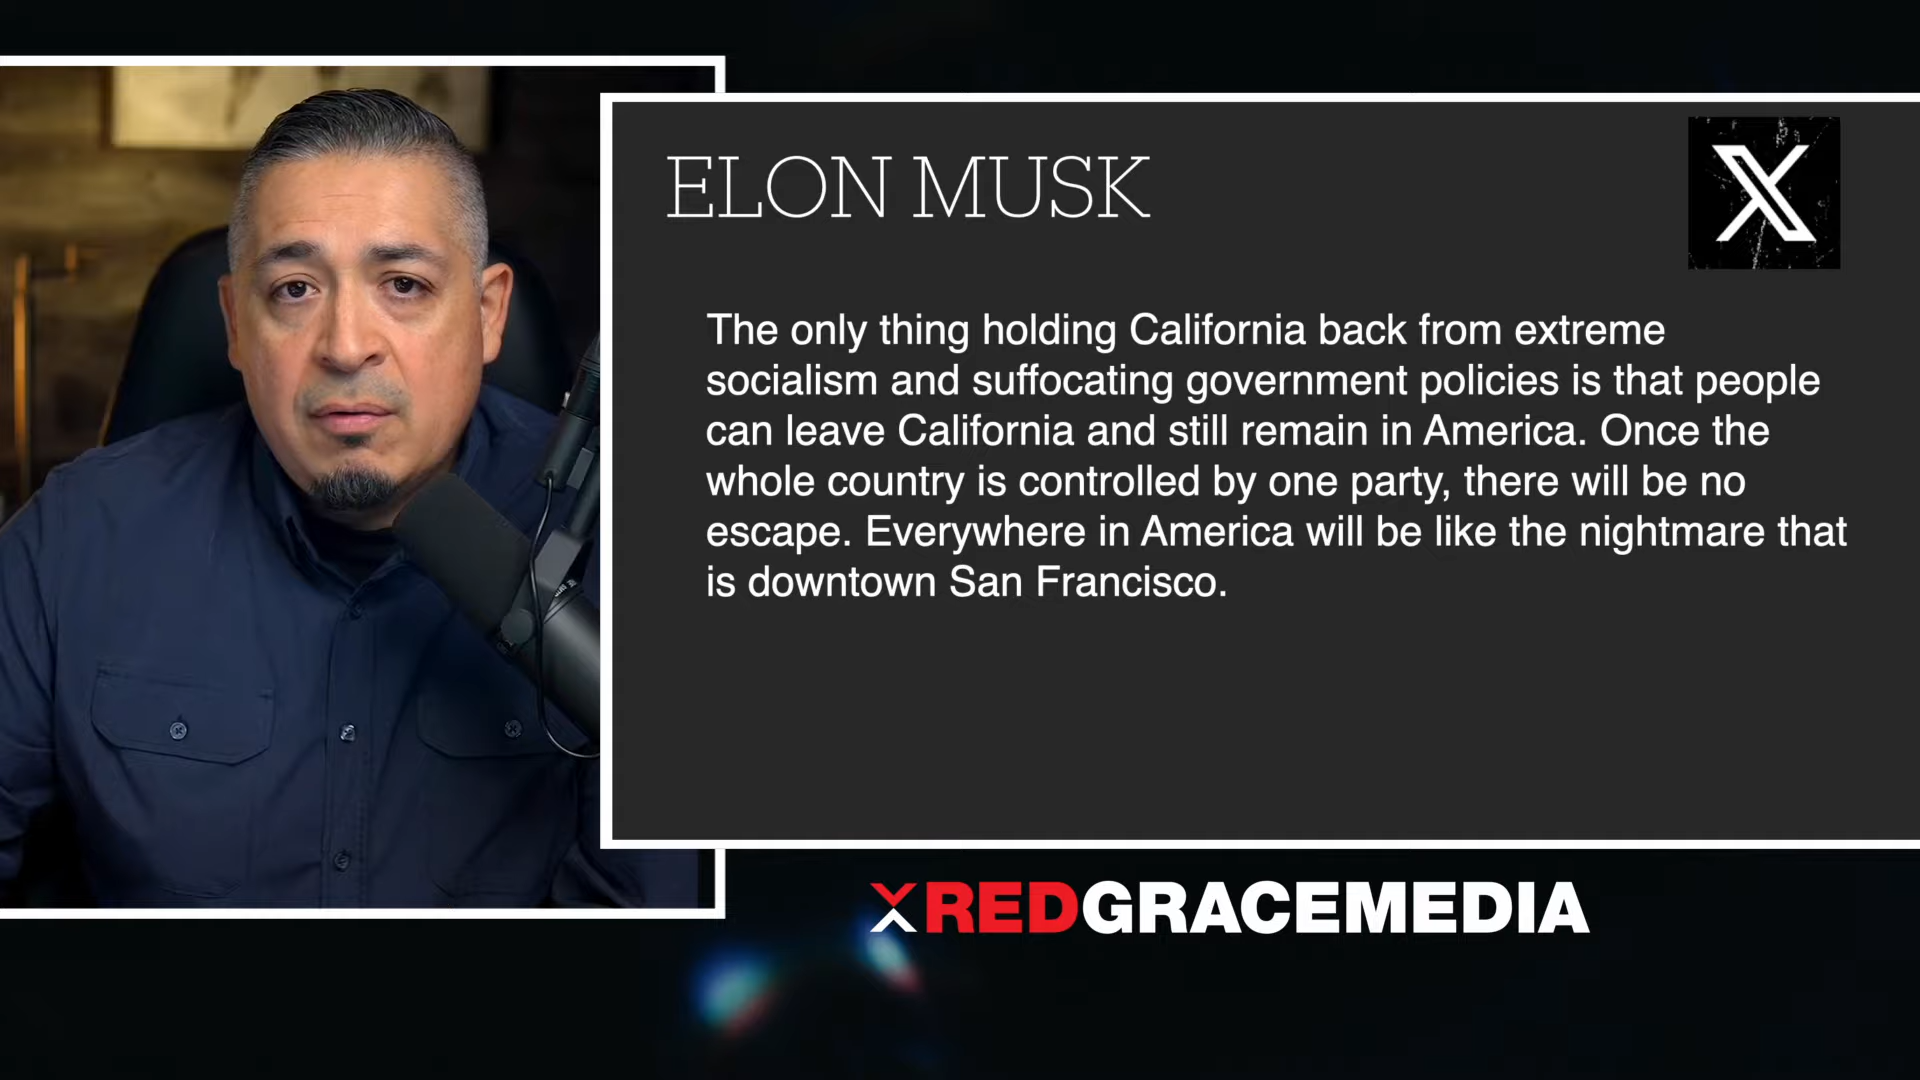 ELON MUSK
X
The only thing holding California back from extreme
socialism and suffocating government policies is that people
can leave California and still remain in America. Once the
whole country is controlled by one party, there will be no
escape. Everywhere in America will be like the nightmare that
is downtown San Francisco.
XREDGRACEMEDIA